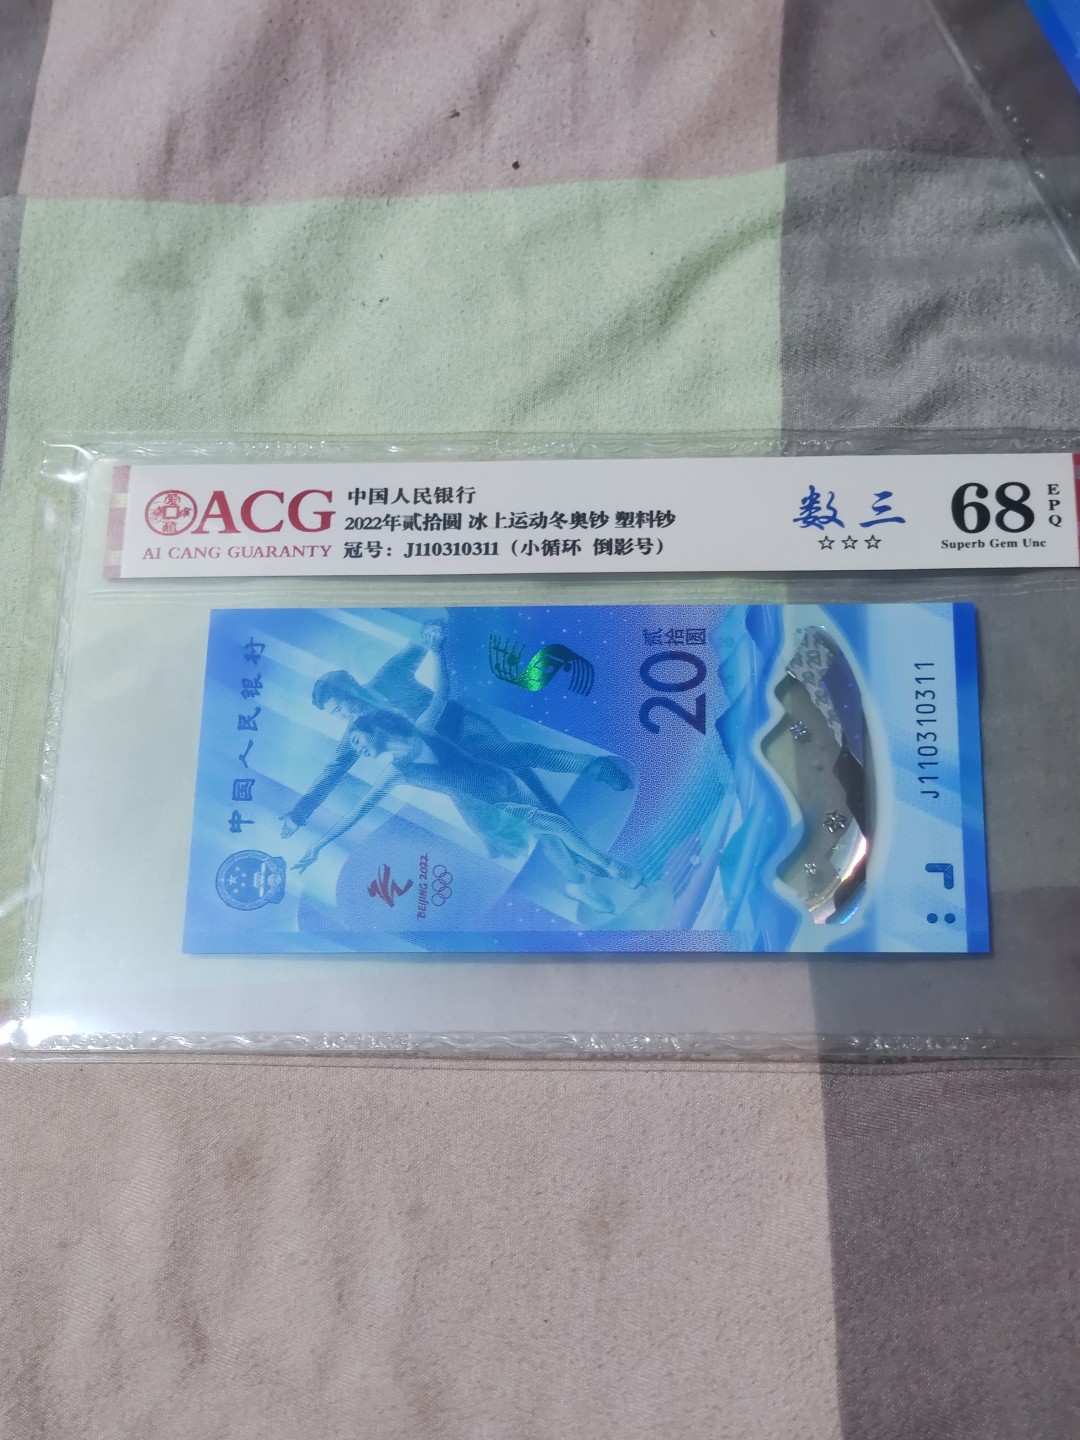 ACG
AI CANG GUARANTY
中国人民银行
2022年贰拾圆 冰上运动冬奥钞 塑料钞
冠号：J110310311（小循环 倒影号）
数三
☆☆☆
68
EPQ
Superb Gem Unc
中国人民银行
BEIJING 2022
贰拾圆
20
J110310311